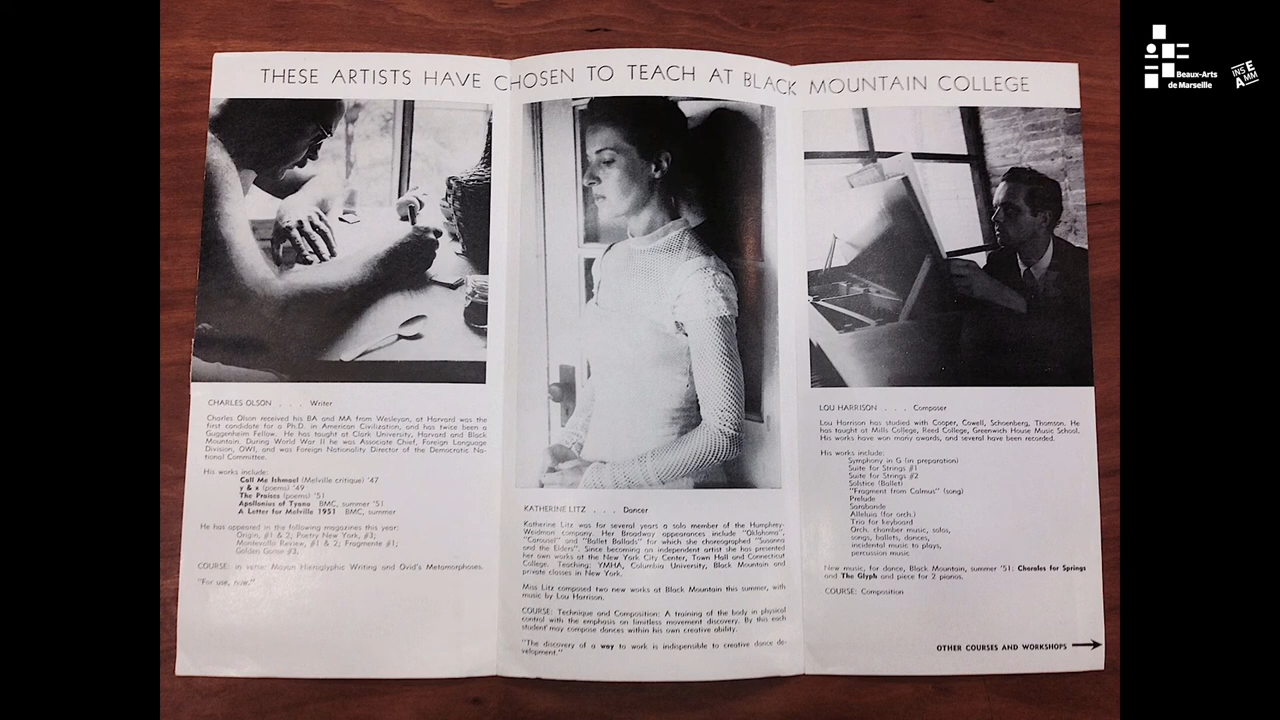 THESE ARTISTS HAVE CHOSEN TO TEACH AT BLACK MOUNTAIN COLLEGE
CHARLES OLSON . . . Writer
Charles Olson received his BA and MA from Wesleyan, at Harvard was the
first candidate for a Ph.D. in American Civilization, and has twice been a
Guggenheim Fellow. He has taught at Clark University, Harvard and Black
Mountain. During World War II he was Associate Chief, Foreign Language
Division, OWI, and was Foreign Nationality Director of the Democratic Na-
tional Committee.
His works include:
Call Me Ishmael (Melville critique) '47
y & x (poems) '49
The Praises (poems) '51
Apollonius of Tyana BMC, summer '51
A Letter for Melville 1951 BMC, summer
He has appeared in the following magazines this year:
Origin, #1 & 2; Poetry New York, #3;
Montevallo Review, #1 & 2; Fragmente #1;
Golden Goose #3.
COURSE: in verse: Mayan Hieroglyphic Writing and Ovid's Metamorphoses.
"For use, now."
KATHERINE LITZ . . . Dancer
Katherine Litz was for several years a solo member of the Humphrey-
Weidman company. Her Broadway appearances include "Oklahoma",
"Carousel" and "Ballet Ballads" for which she choreographed "Susanna
and the Elders". Since becoming an independent artist she has presented
her own works at the New York City Center, Town Hall and Connecticut
College. Teaching: YMHA, Columbia University, Black Mountain and
private classes in New York.
Miss Litz composed two new works at Black Mountain this summer, with
music by Lou Harrison.
COURSE: Technique and Composition: A training of the body in physical
control with the emphasis on limitless movement discovery. By this each
student may compose dances within his own creative ability.
"The discovery of a way to work is indispensible to creative dance de-
velopment."
LOU HARRISON . . . Composer
Lou Harrison has studied with Cooper, Cowell, Schoenberg, Thomson. He
has taught at Mills College, Reed College, Greenwich House Music School.
His works have won many awards, and several have been recorded.
His works include:
Symphony in G (in preparation)
Suite for Strings #1
Suite for Strings #2
Solstice (Ballet)
"Fragment from Calmus" (song)
Prelude
Sarabande
Alleluia (for orch.)
Trio for keyboard
Orch, chamber music, solos,
songs, ballets, dances,
incidental music to plays,
percussion music
New music, for dance, Black Mountain, summer '51: Chorales for Springs
and The Glyph and piece for 2 pianos.
COURSE: Composition
OTHER COURSES AND WORKSHOPS
Beaux-Arts
de Marseille
INS
E
A
MM